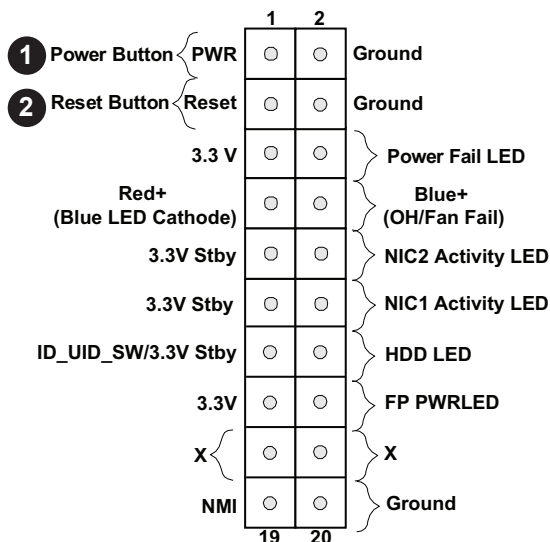 1 2
1 Power Button PWR Ground
2 Reset Button Reset Ground
3.3 V Power Fail LED
Red+ Blue+
(Blue LED Cathode) (OH/Fan Fail)
3.3V Stby NIC2 Activity LED
3.3V Stby NIC1 Activity LED
ID_UID_SW/3.3V Stby HDD LED
3.3V FP PWRLED
X X
NMI Ground
19 20